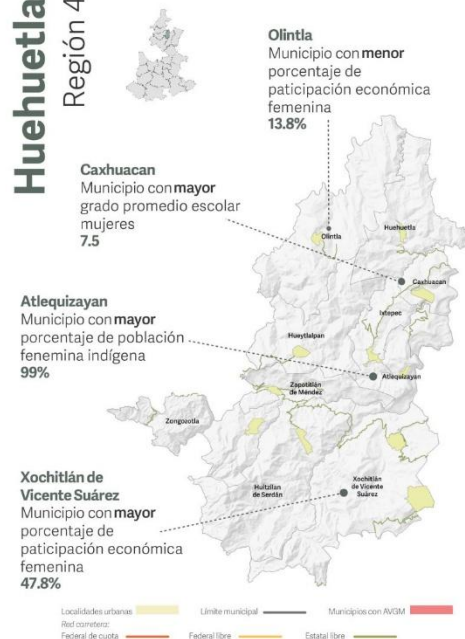 Huehuetla
Región 4
Olintla
Municipio con menor
porcentaje de
paticipación económica
femenina
13.8%
Caxhuacan
Municipio con mayor
grado promedio escolar
mujeres
7.5
Atlequizayan
Municipio con mayor
porcentaje de población
fenemina indígena
99%
Xochitlán de
Vicente Suárez
Municipio con mayor
porcentaje de
paticipación económica
femenina
47.8%
Olintla
Huehuetla
Caxhuacan
Ixtepec
Hueytlalpan
Atlequizayan
Zapotitlán
de Méndez
Zongozotla
Huitzilan
de Serdán
Xochitlán
de Vicente
Suárez
Localidades urbanas
Límite municipal
Municipios con AVGM
Red carretera:
Federal de cuota
Federal libre
Estatal libre